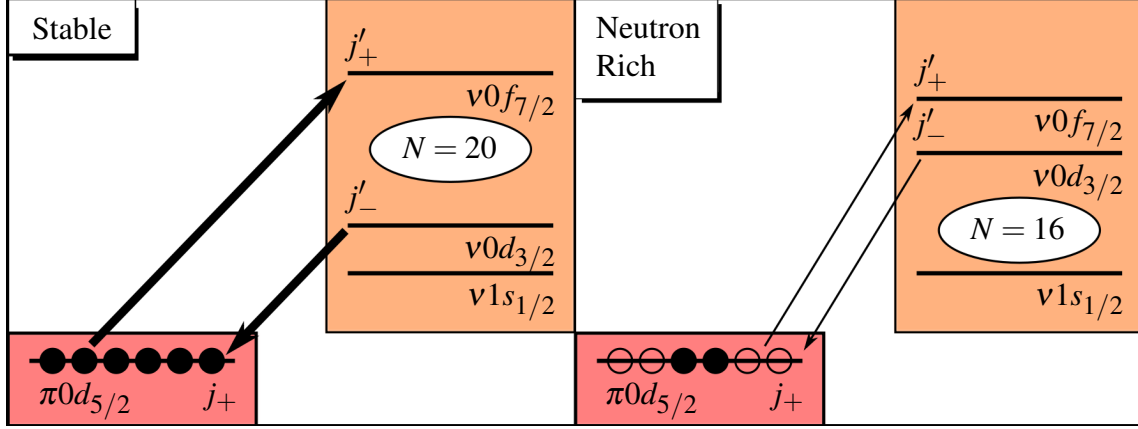 Stable
j′₊
ν0f₇/₂
N = 20
j′₋
ν0d₃/₂
ν1s₁/₂
π0d₅/₂ j₊
Neutron
Rich
j′₊
ν0f₇/₂
j′₋
ν0d₃/₂
N = 16
ν1s₁/₂
π0d₅/₂ j₊